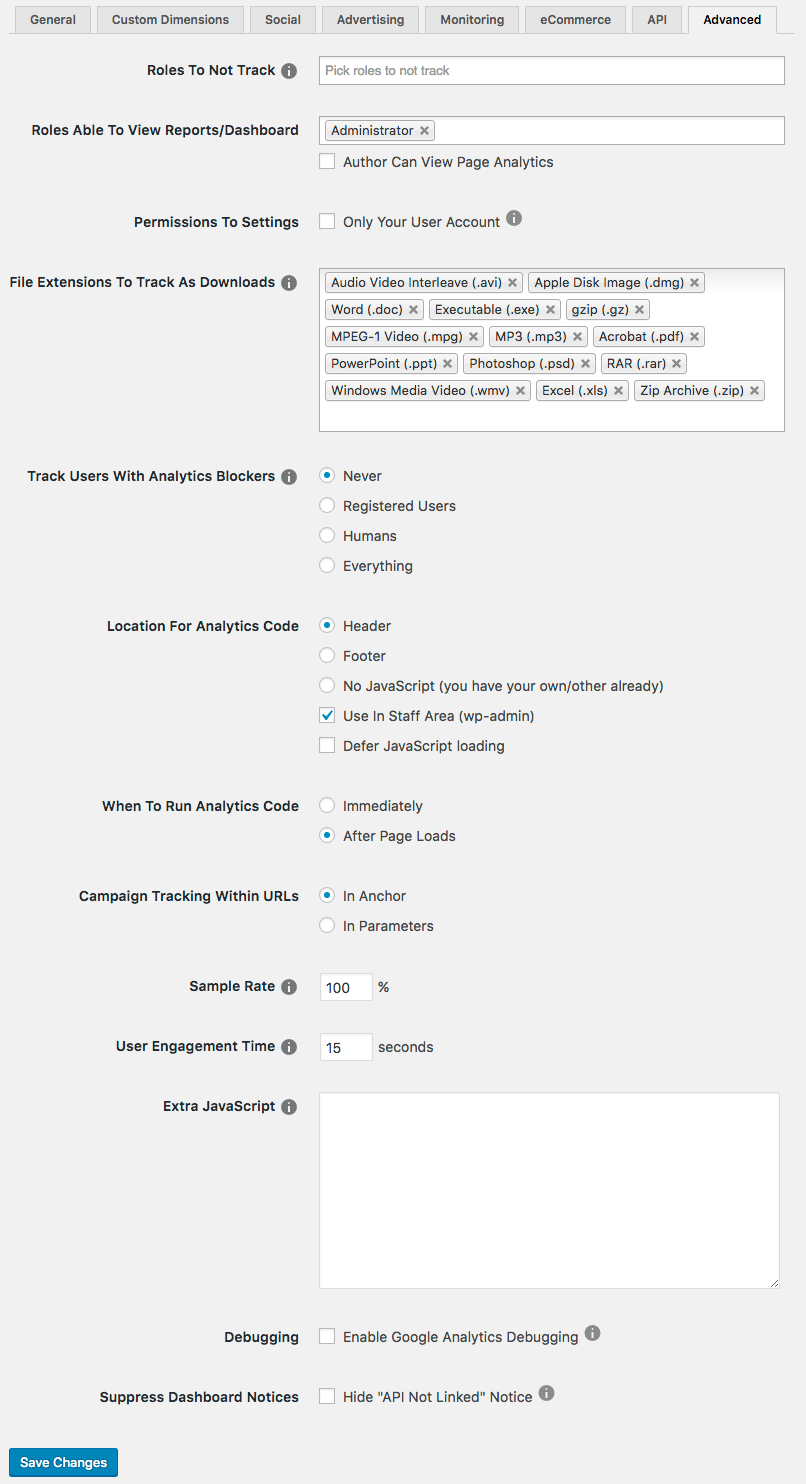 General Custom Dimensions Social Advertising Monitoring eCommerce API Advanced
Roles To Not Track Pick roles to not track
Roles Able To View Reports/Dashboard Administrator
Author Can View Page Analytics
Permissions To Settings Only Your User Account
File Extensions To Track As Downloads Audio Video Interleave (.avi) Apple Disk Image (.dmg)
Word (.doc) Executable (.exe) gzip (.gz)
MPEG-1 Video (.mpg) MP3 (.mp3) Acrobat (.pdf)
PowerPoint (.ppt) Photoshop (.psd) RAR (.rar)
Windows Media Video (.wmv) Excel (.xls) Zip Archive (.zip)
Track Users With Analytics Blockers Never
Registered Users
Humans
Everything
Location For Analytics Code Header
Footer
No JavaScript (you have your own/other already)
Use In Staff Area (wp-admin)
Defer JavaScript loading
When To Run Analytics Code Immediately
After Page Loads
Campaign Tracking Within URLs In Anchor
In Parameters
Sample Rate 100 %
User Engagement Time 15 seconds
Extra JavaScript
Debugging Enable Google Analytics Debugging
Suppress Dashboard Notices Hide "API Not Linked" Notice
Save Changes